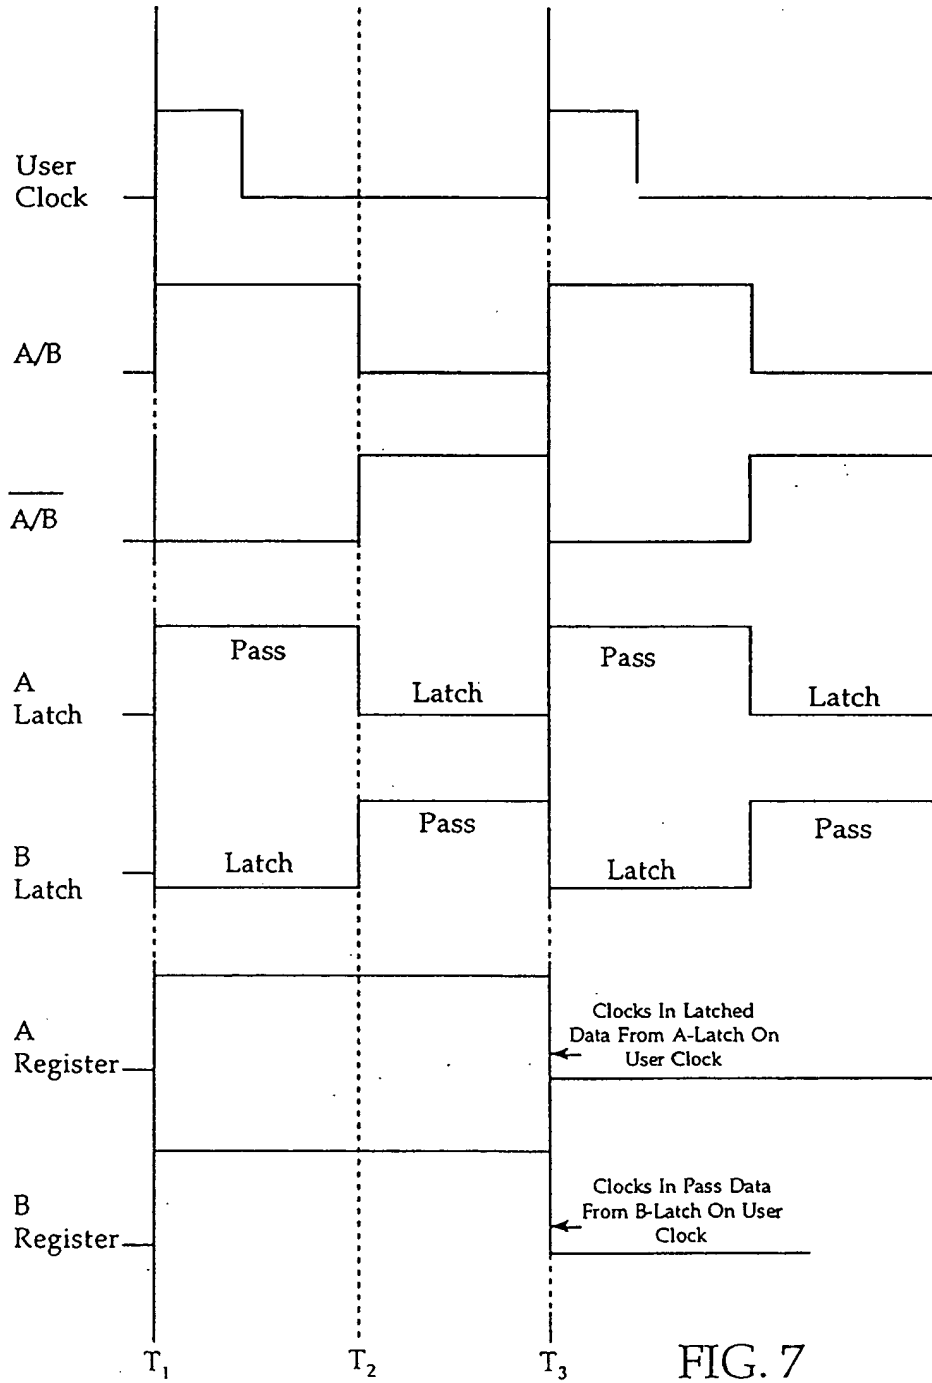 User
Clock
A/B
A/B
Pass
Pass
A
Latch
Latch
Latch
Pass
Pass
B
Latch
Latch
Latch
A
Register
Clocks In Latched
Data From A-Latch On
User Clock
B
Register
Clocks In Pass Data
From B-Latch On User
Clock
T1
T2
T3
FIG. 7